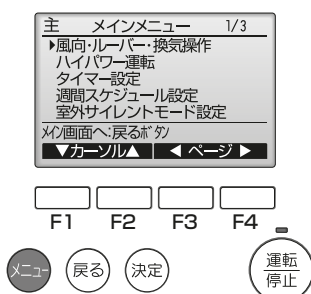 主 メインメニュー 1/3
▶風向・ルーバー・換気操作
ハイパワー運転
タイマー設定
週間スケジュール設定
室外サイレントモード設定
メイン画面へ:戻るボタン
▼カーソル▲ ◀ ページ ▶
F1 F2 F3 F4
メニュー 戻る 決定 運転
停止